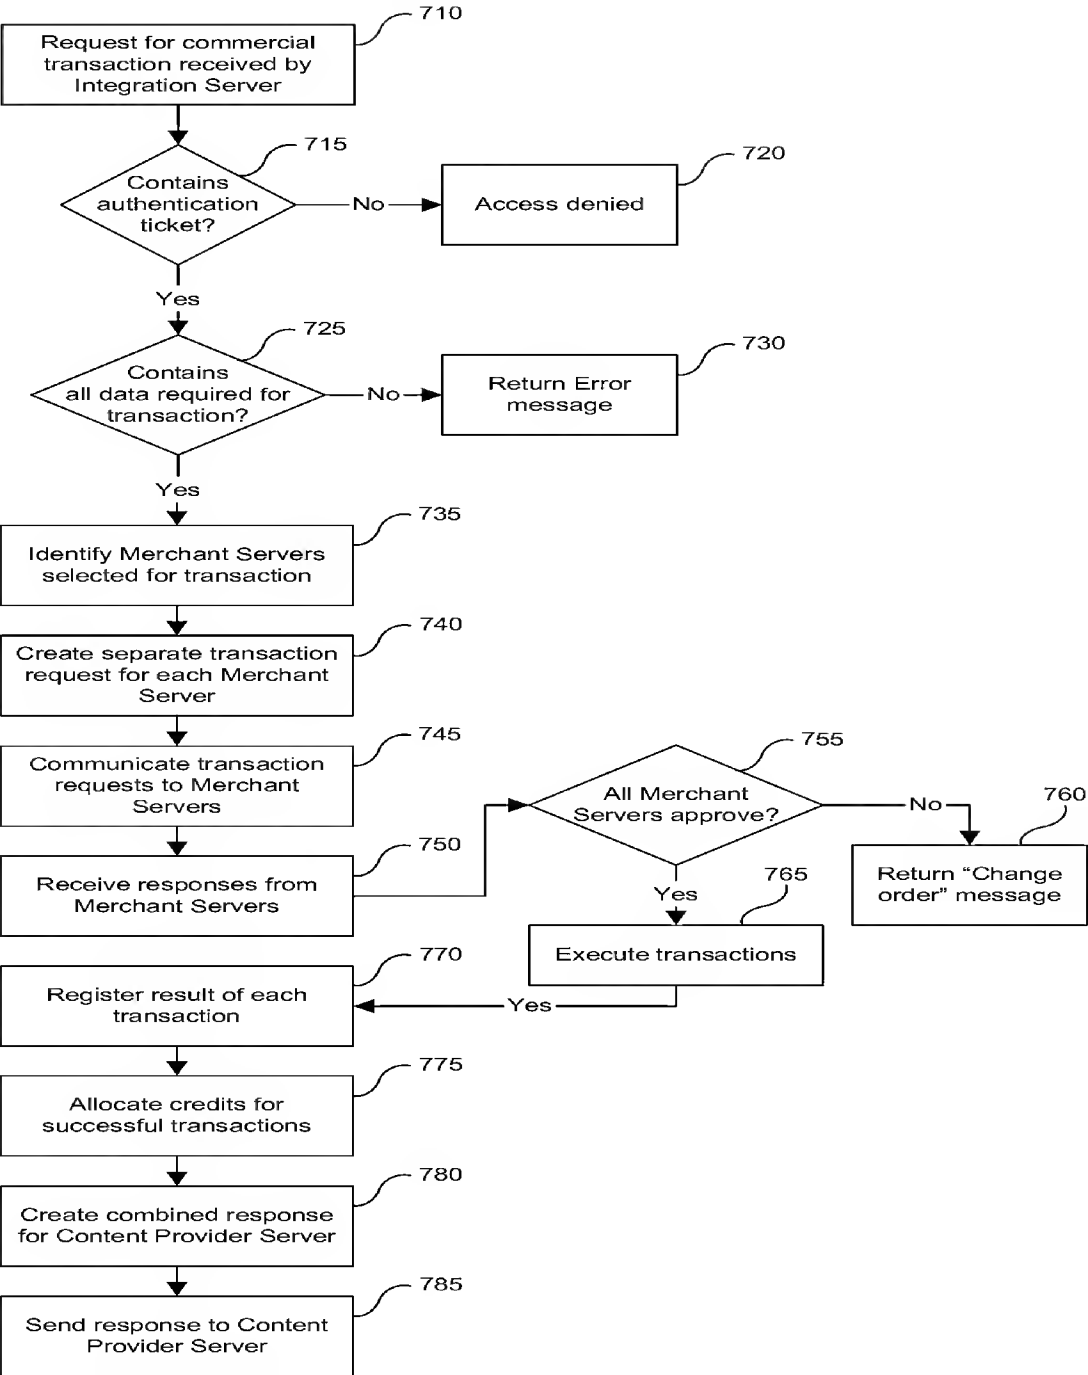 710
Request for commercial
transaction received by
Integration Server
715
Contains
authentication
ticket?
No
720
Access denied
Yes
725
Contains
all data required for
transaction?
No
730
Return Error
message
Yes
735
Identify Merchant Servers
selected for transaction
740
Create separate transaction
request for each Merchant
Server
745
Communicate transaction
requests to Merchant
Servers
750
Receive responses from
Merchant Servers
755
All Merchant
Servers approve?
No
760
Return “Change
order” message
Yes
765
Execute transactions
Yes
770
Register result of each
transaction
775
Allocate credits for
successful transactions
780
Create combined response
for Content Provider Server
785
Send response to Content
Provider Server